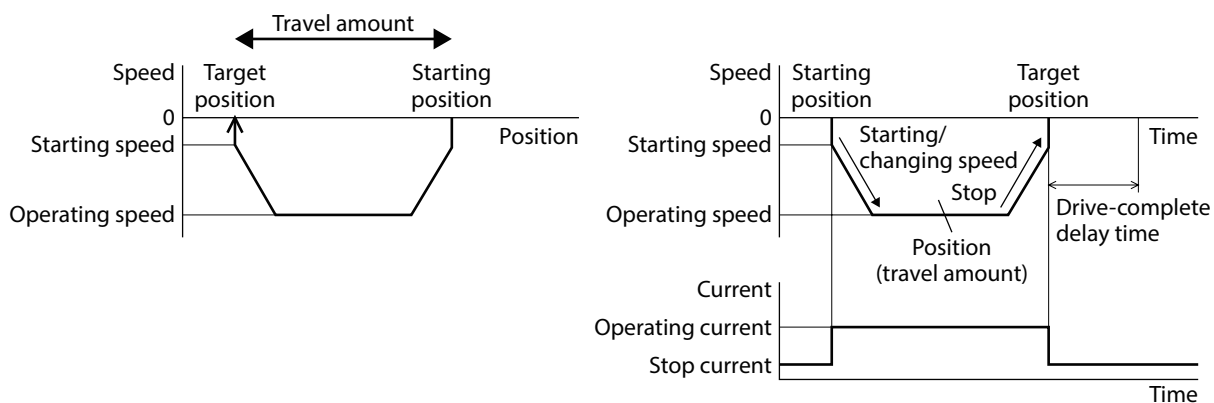 Travel amount
Speed
Target
position
Starting
position
0
Position
Starting speed
Operating speed
Speed
Starting
position
Target
position
0
Time
Starting speed
Starting/
changing speed
Stop
Operating speed
Drive-complete
delay time
Position
(travel amount)
Current
Operating current
Stop current
Time